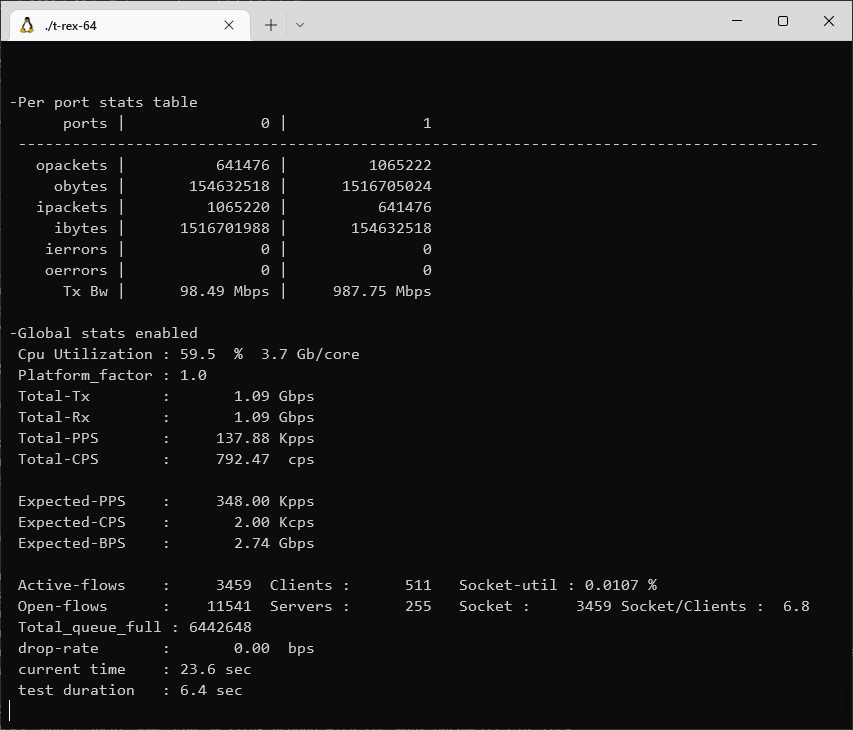 ./t-rex-64
-Per port stats table
ports | 0 | 1
-----------------------------------------------------------------------------------------
opackets | 641476 | 1065222
obytes | 154632518 | 1516705024
ipackets | 1065220 | 641476
ibytes | 1516701988 | 154632518
ierrors | 0 | 0
oerrors | 0 | 0
Tx Bw | 98.49 Mbps | 987.75 Mbps
-Global stats enabled
Cpu Utilization : 59.5 % 3.7 Gb/core
Platform_factor : 1.0
Total-Tx : 1.09 Gbps
Total-Rx : 1.09 Gbps
Total-PPS : 137.88 Kpps
Total-CPS : 792.47 cps
Expected-PPS : 348.00 Kpps
Expected-CPS : 2.00 Kcps
Expected-BPS : 2.74 Gbps
Active-flows : 3459 Clients : 511 Socket-util : 0.0107 %
Open-flows : 11541 Servers : 255 Socket : 3459 Socket/Clients : 6.8
Total_queue_full : 6442648
drop-rate : 0.00 bps
current time : 23.6 sec
test duration : 6.4 sec